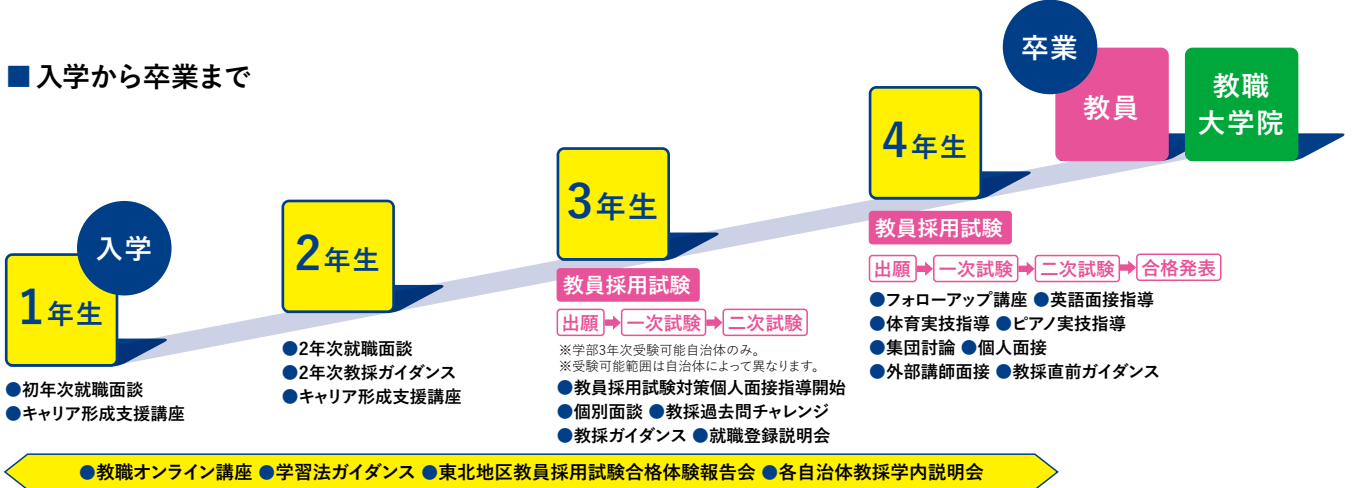 ■ 入学から卒業まで
入学
1年生
●初年次就職面談
●キャリア形成支援講座
2年生
●2年次就職面談
●2年次教採ガイダンス
●キャリア形成支援講座
3年生
教員採用試験
出願➡一次試験➡二次試験
※学部3年次受験可能自治体のみ。
※受験可能範囲は自治体によって異なります。
●教員採用試験対策個人面接指導開始
●個別面談 ●教採過去問チャレンジ
●教採ガイダンス ●就職登録説明会
4年生
教員採用試験
出願➡一次試験➡二次試験➡合格発表
●フォローアップ講座 ●英語面接指導
●体育実技指導 ●ピアノ実技指導
●集団討論 ●個人面接
●外部講師面接 ●教採直前ガイダンス
卒業
教員
教職
大学院
●教職オンライン講座 ●学習法ガイダンス ●東北地区教員採用試験合格体験報告会 ●各自治体教採学内説明会